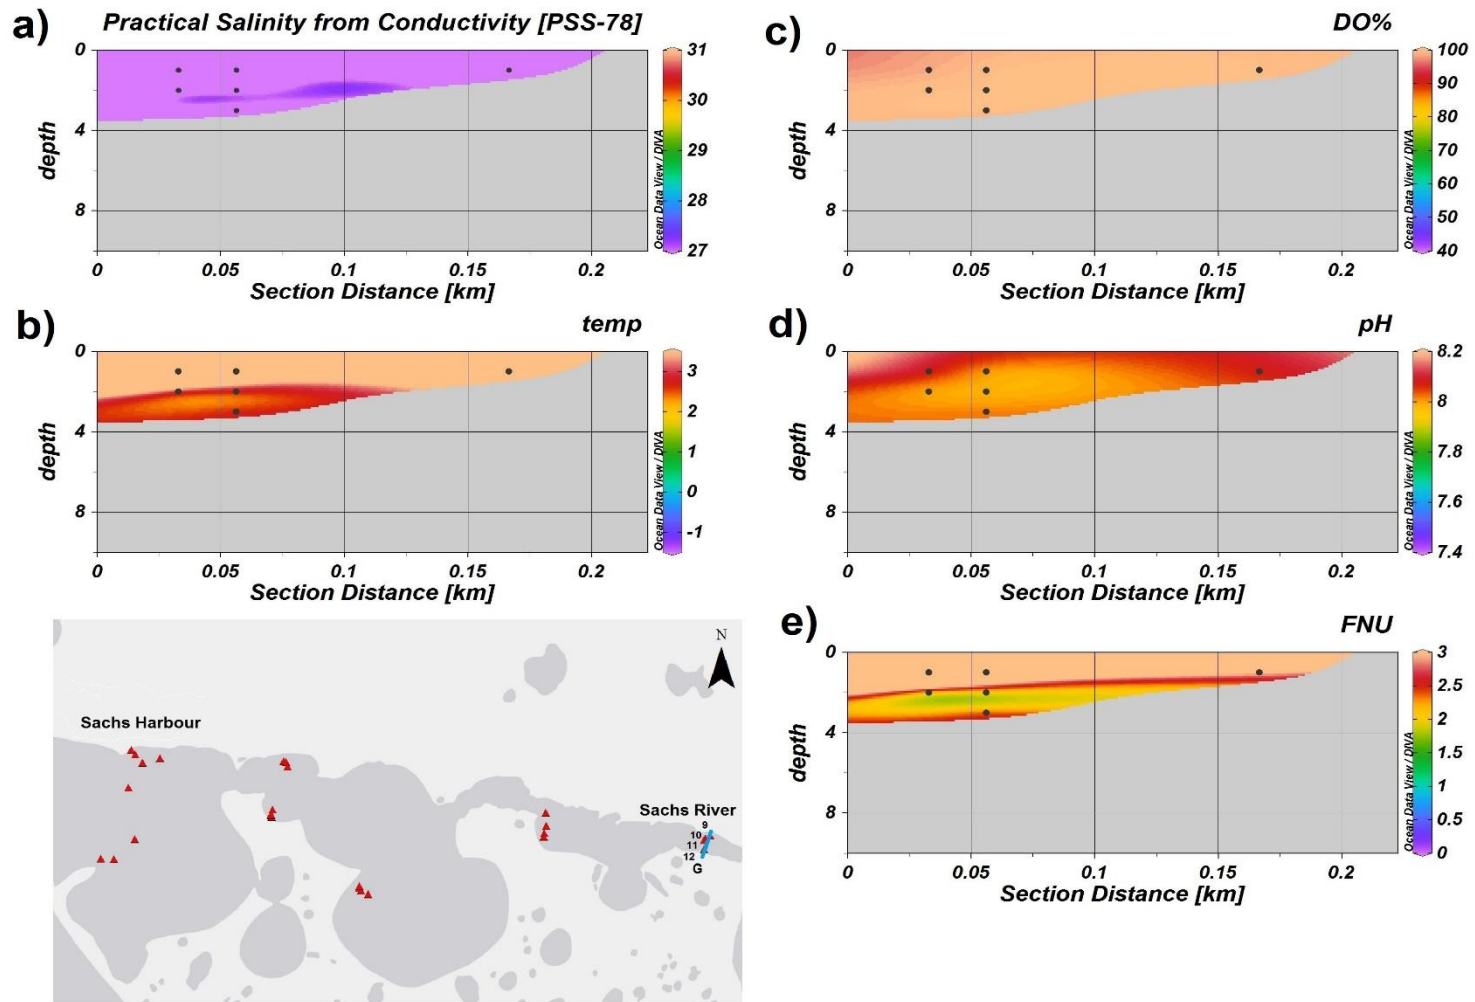 a)
Practical Salinity from Conductivity [PSS-78]
0
4
8
depth
0
0.05
0.1
0.15
0.2
Section Distance [km]
31
30
29
28
27
Ocean Data View / DIVA
b)
temp
0
4
8
depth
0
0.05
0.1
0.15
0.2
Section Distance [km]
3
2
1
0
-1
Ocean Data View / DIVA
N
Sachs Harbour
Sachs River
9
10
11
12
G
c)
DO%
0
4
8
depth
0
0.05
0.1
0.15
0.2
Section Distance [km]
100
90
80
70
60
50
40
Ocean Data View / DIVA
d)
pH
0
4
8
depth
0
0.05
0.1
0.15
0.2
Section Distance [km]
8.2
8
7.8
7.6
7.4
Ocean Data View / DIVA
e)
FNU
0
4
8
depth
0
0.05
0.1
0.15
0.2
Section Distance [km]
3
2.5
2
1.5
1
0.5
0
Ocean Data View / DIVA